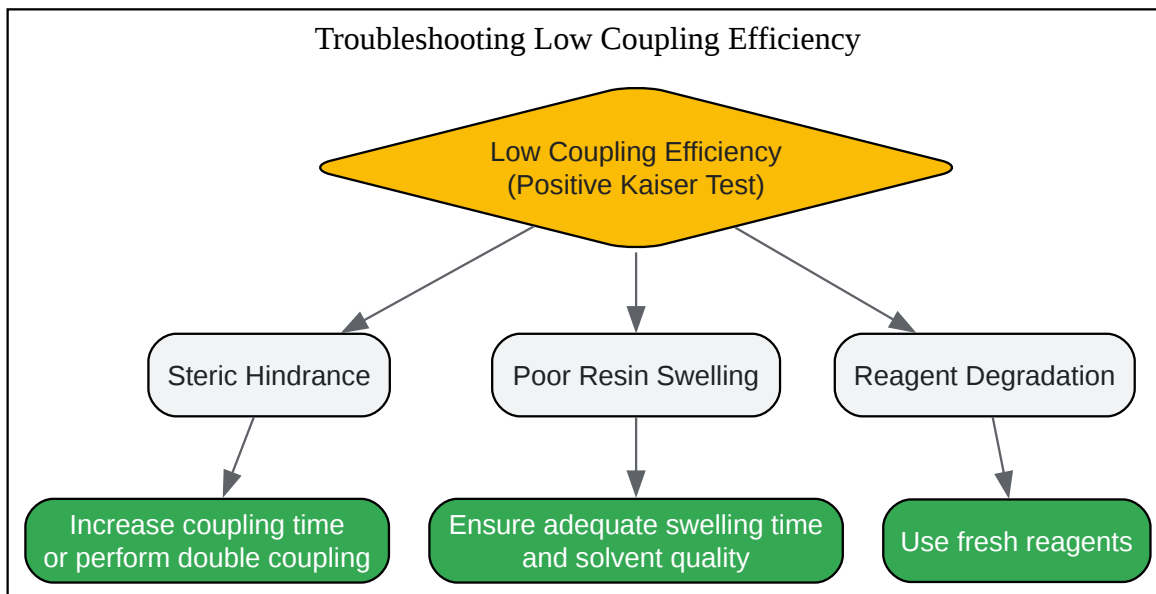 Troubleshooting Low Coupling Efficiency
Low Coupling Efficiency
(Positive Kaiser Test)
Steric Hindrance
Poor Resin Swelling
Reagent Degradation
Increase coupling time
or perform double coupling
Ensure adequate swelling time
and solvent quality
Use fresh reagents